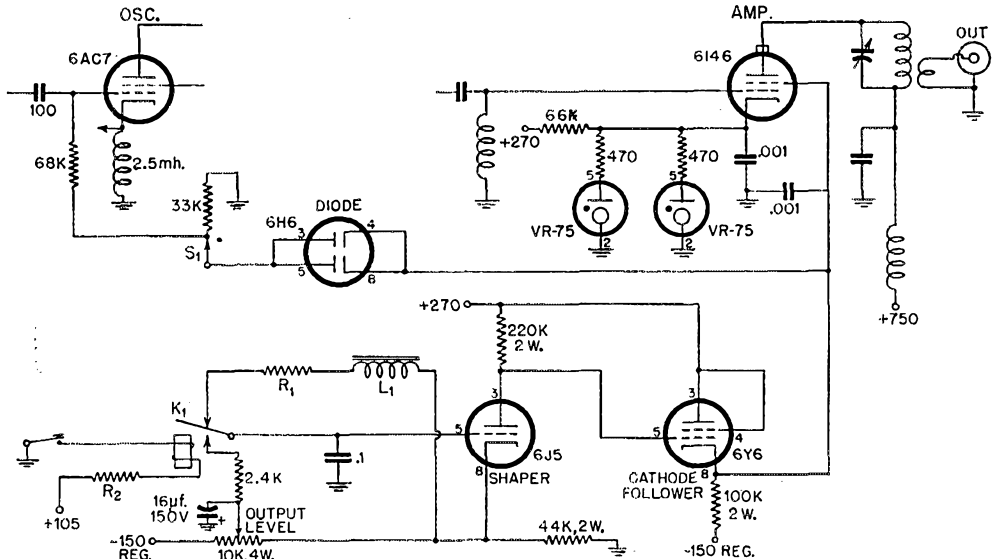 OSC.
6AC7
100
68K
2.5mh.
33K
S1
DIODE
6H6
3
4
5
8
AMP.
6146
OUT
66K
+270
470
470
.001
.001
5
5
VR-75
VR-75
2
2
+750
+270
220K
2W.
R1
L1
K1
3
5
8
6J5
SHAPER
3
5
4
8
6Y6
CATHODE
FOLLOWER
.1
R2
+105
2.4K
16µf.
150V
+
OUTPUT
LEVEL
-150
REG.
10K,4W.
44K,2W.
100K
2W.
-150 REG.